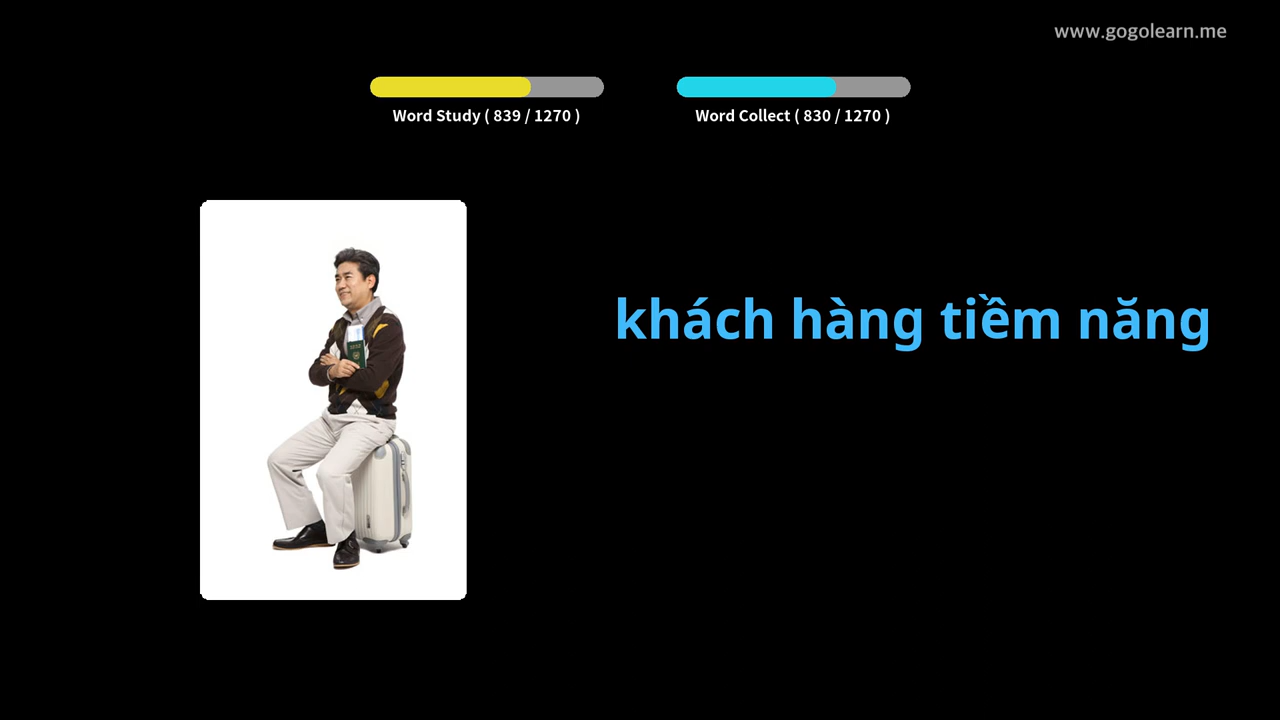 www.gogolearn.me
Word Study ( 839 / 1270 )
Word Collect ( 830 / 1270 )
khách hàng tiềm năng